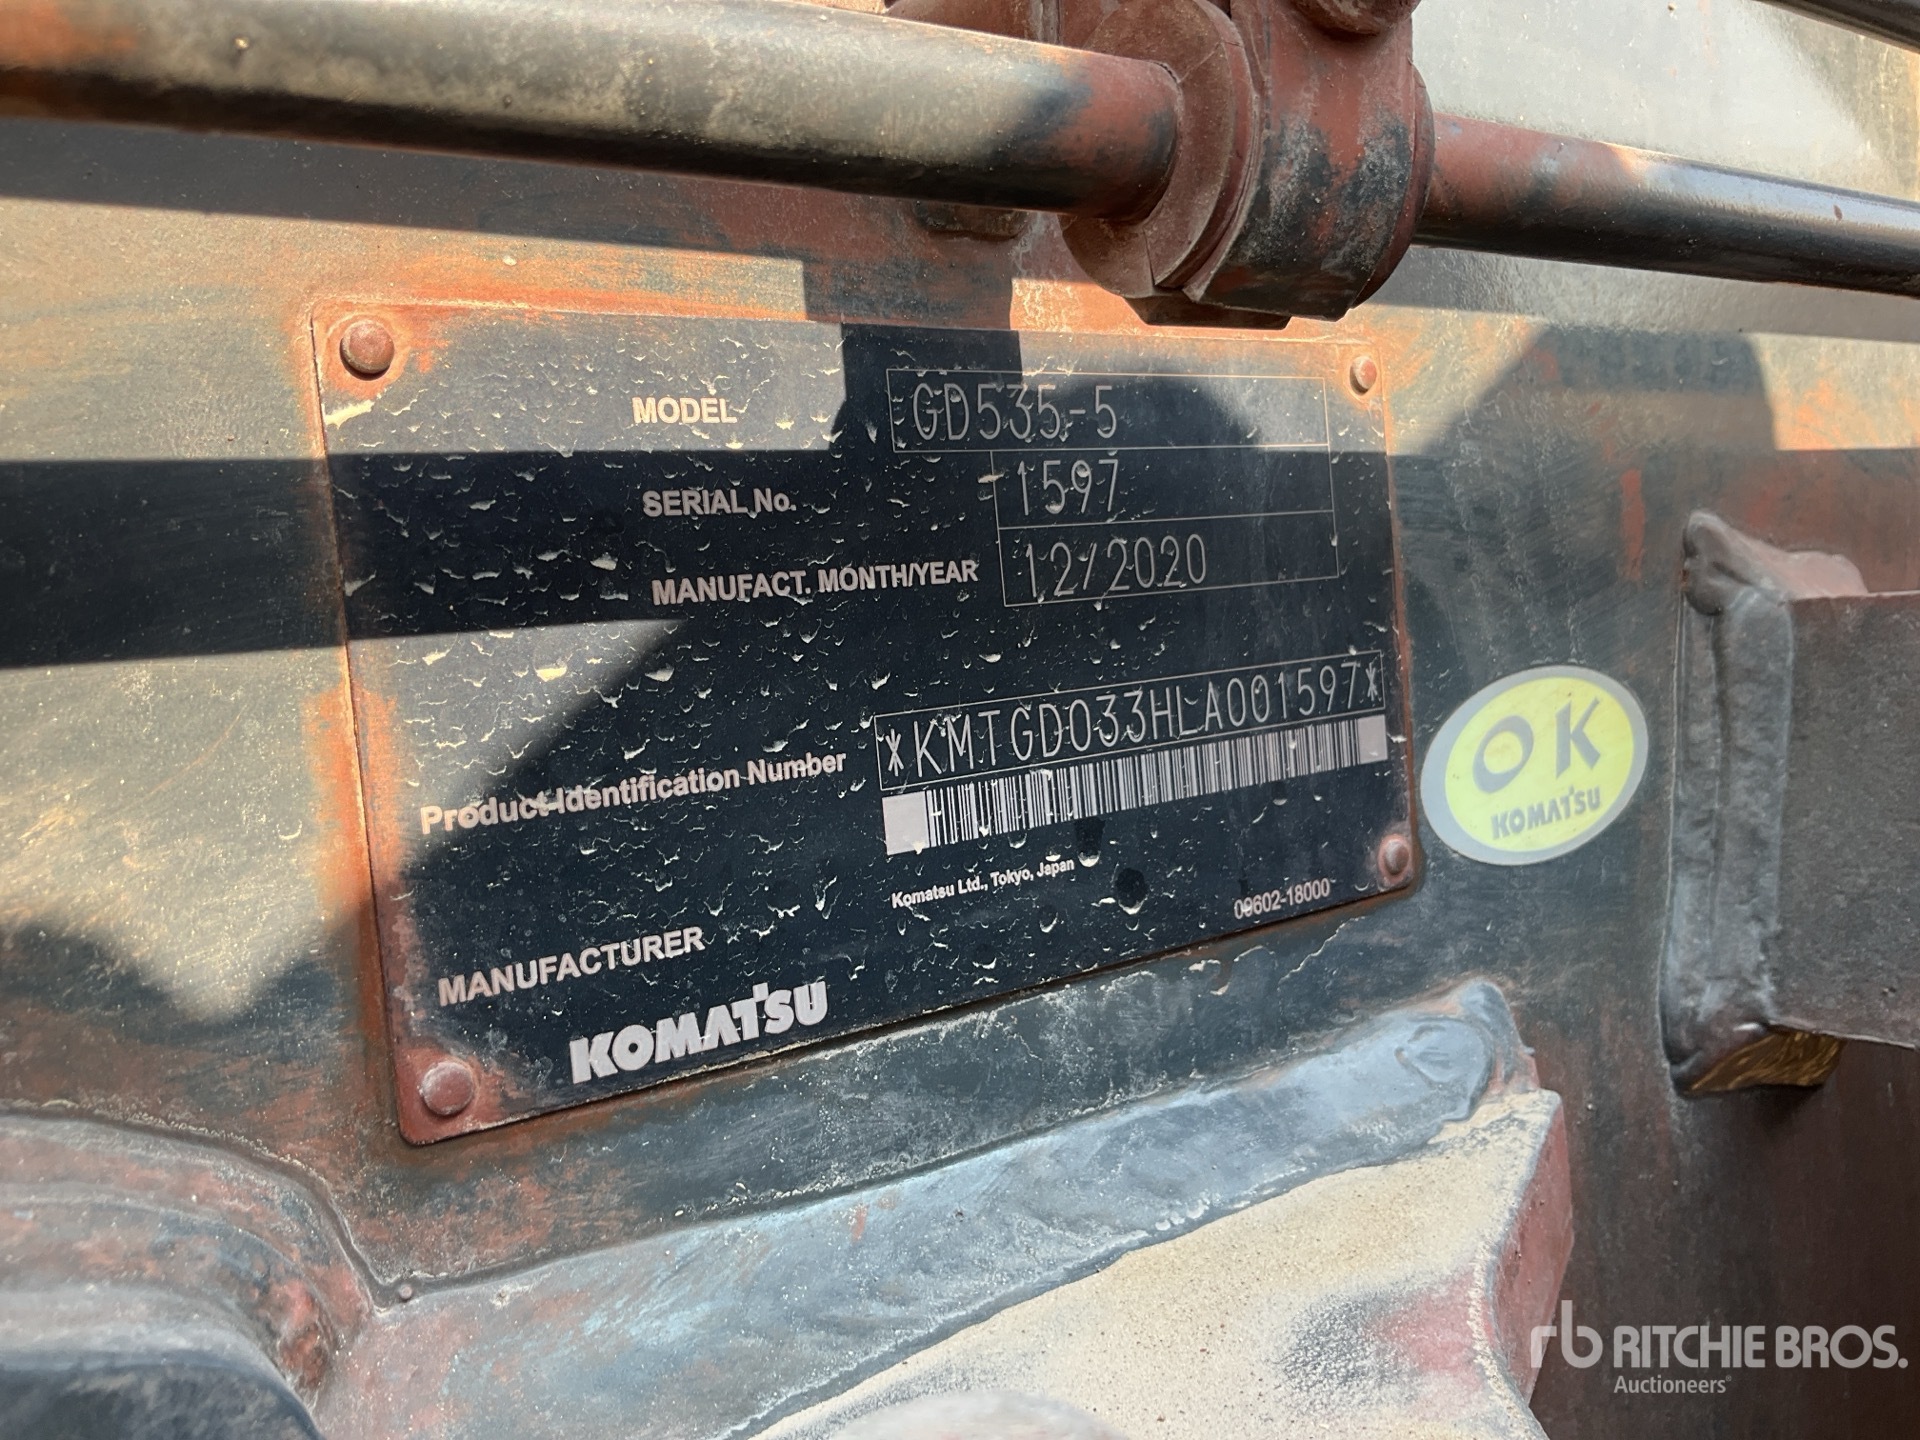 MODEL GD535-5
SERIAL No. 1597
MANUFACT. MONTH/YEAR 12/2020
Product Identification Number *KMTGD033HLA001597*
Komatsu Ltd., Tokyo, Japan
09602-18000
MANUFACTURER
KOMATSU
OK
KOMATSU
rb RITCHIE BROS.
Auctioneers